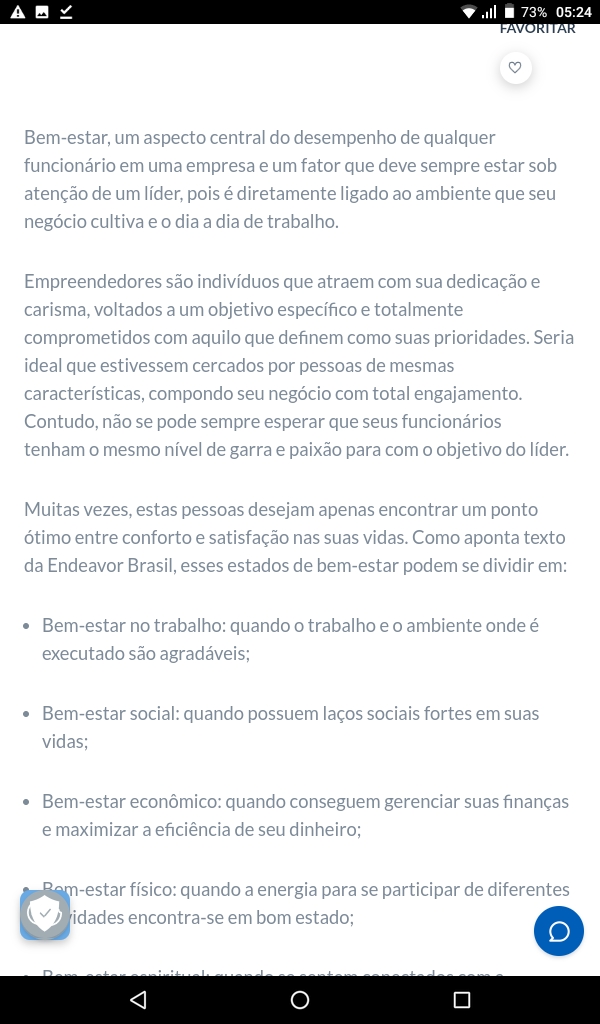 73% 05:24
FAVORITAR
Bem-estar, um aspecto central do desempenho de qualquer
funcionário em uma empresa e um fator que deve sempre estar sob
atenção de um líder, pois é diretamente ligado ao ambiente que seu
negócio cultiva e o dia a dia de trabalho.
Empreendedores são indivíduos que atraem com sua dedicação e
carisma, voltados a um objetivo específico e totalmente
comprometidos com aquilo que definem como suas prioridades. Seria
ideal que estivessem cercados por pessoas de mesmas
características, compondo seu negócio com total engajamento.
Contudo, não se pode sempre esperar que seus funcionários
tenham o mesmo nível de garra e paixão para com o objetivo do líder.
Muitas vezes, estas pessoas desejam apenas encontrar um ponto
ótimo entre conforto e satisfação nas suas vidas. Como aponta texto
da Endeavor Brasil, esses estados de bem-estar podem se dividir em:
• Bem-estar no trabalho: quando o trabalho e o ambiente onde é
executado são agradáveis;
• Bem-estar social: quando possuem laços sociais fortes em suas
vidas;
• Bem-estar econômico: quando conseguem gerenciar suas finanças
e maximizar a eficiência de seu dinheiro;
• Bem-estar físico: quando a energia para se participar de diferentes
vidades encontra-se em bom estado;
• Bem-estar espiritual: quando se sentem conectados com o